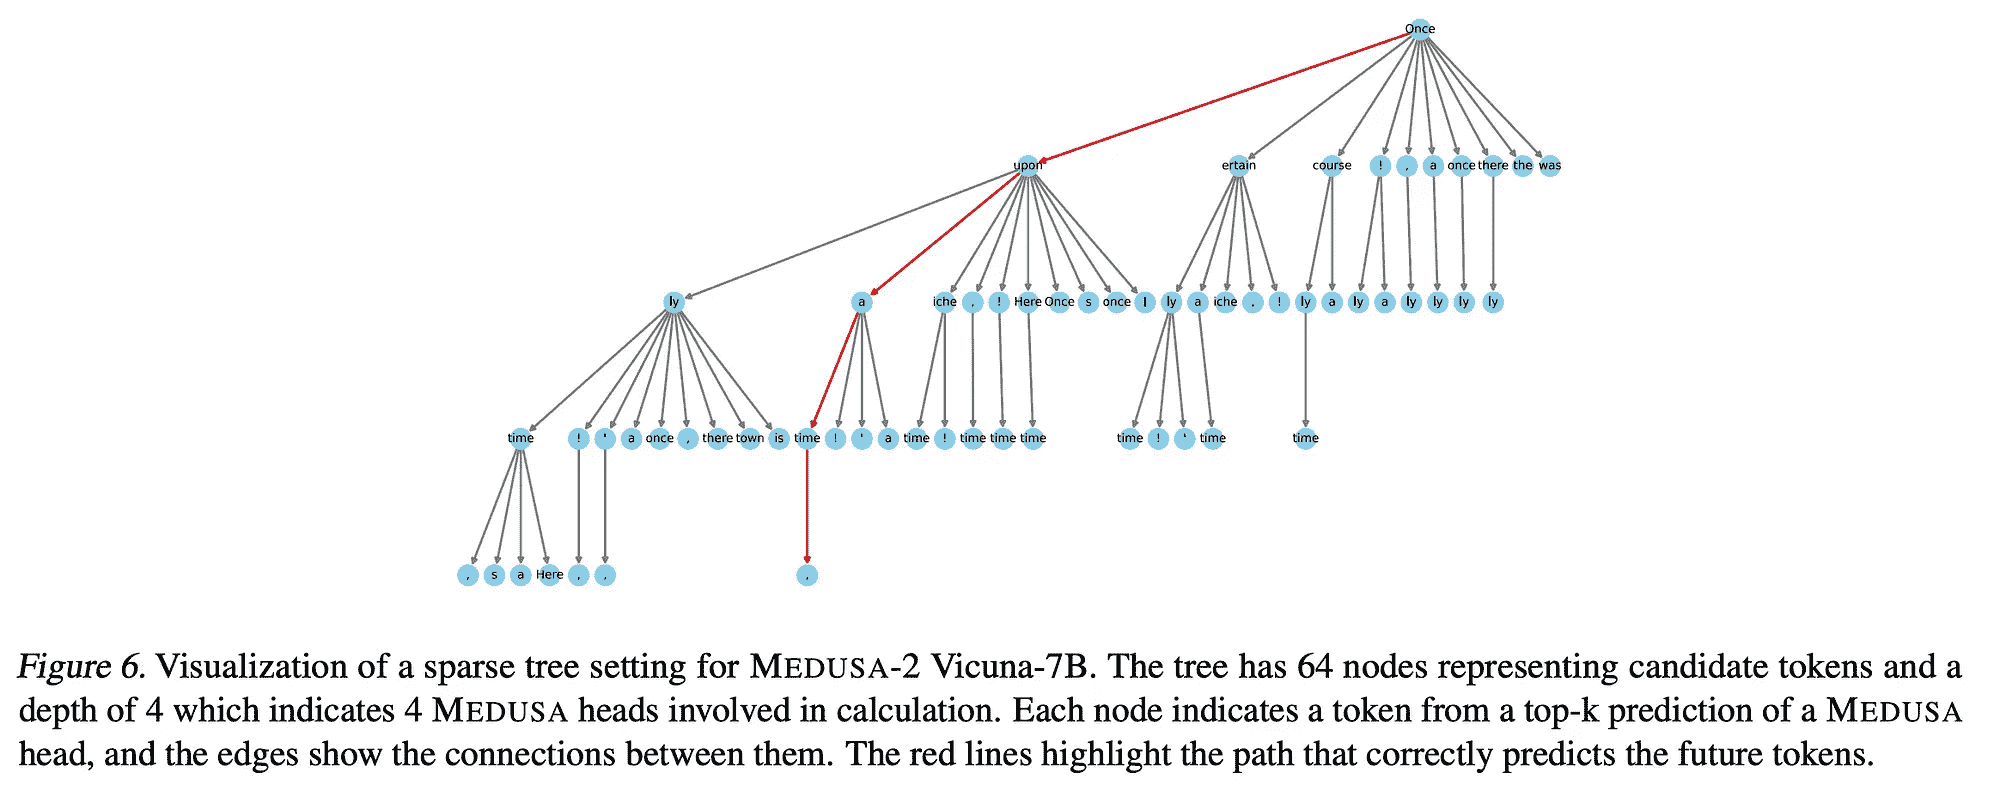 Once
upon ertain course ! , a once there the was
ly a iche , ! Here Once s once I ly a iche , ! ly a ly a ly ly ly ly
time ! ' a once , there town is time ! ' a time ! time time time time ! ' time time
, s a Here , , ,
Figure 6. Visualization of a sparse tree setting for MEDUSA-2 Vicuna-7B. The tree has 64 nodes representing candidate tokens and a
depth of 4 which indicates 4 MEDUSA heads involved in calculation. Each node indicates a token from a top-k prediction of a MEDUSA
head, and the edges show the connections between them. The red lines highlight the path that correctly predicts the future tokens.